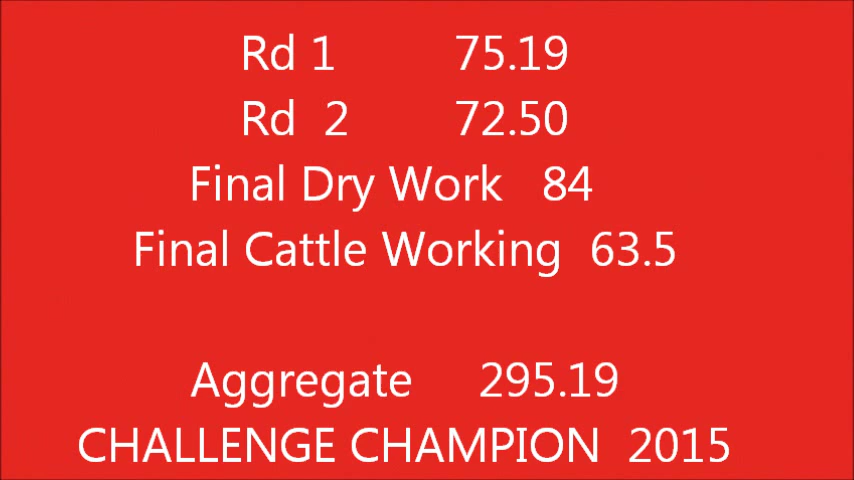 Rd 1 75.19
Rd 2 72.50
Final Dry Work 84
Final Cattle Working 63.5
Aggregate 295.19
CHALLENGE CHAMPION 2015